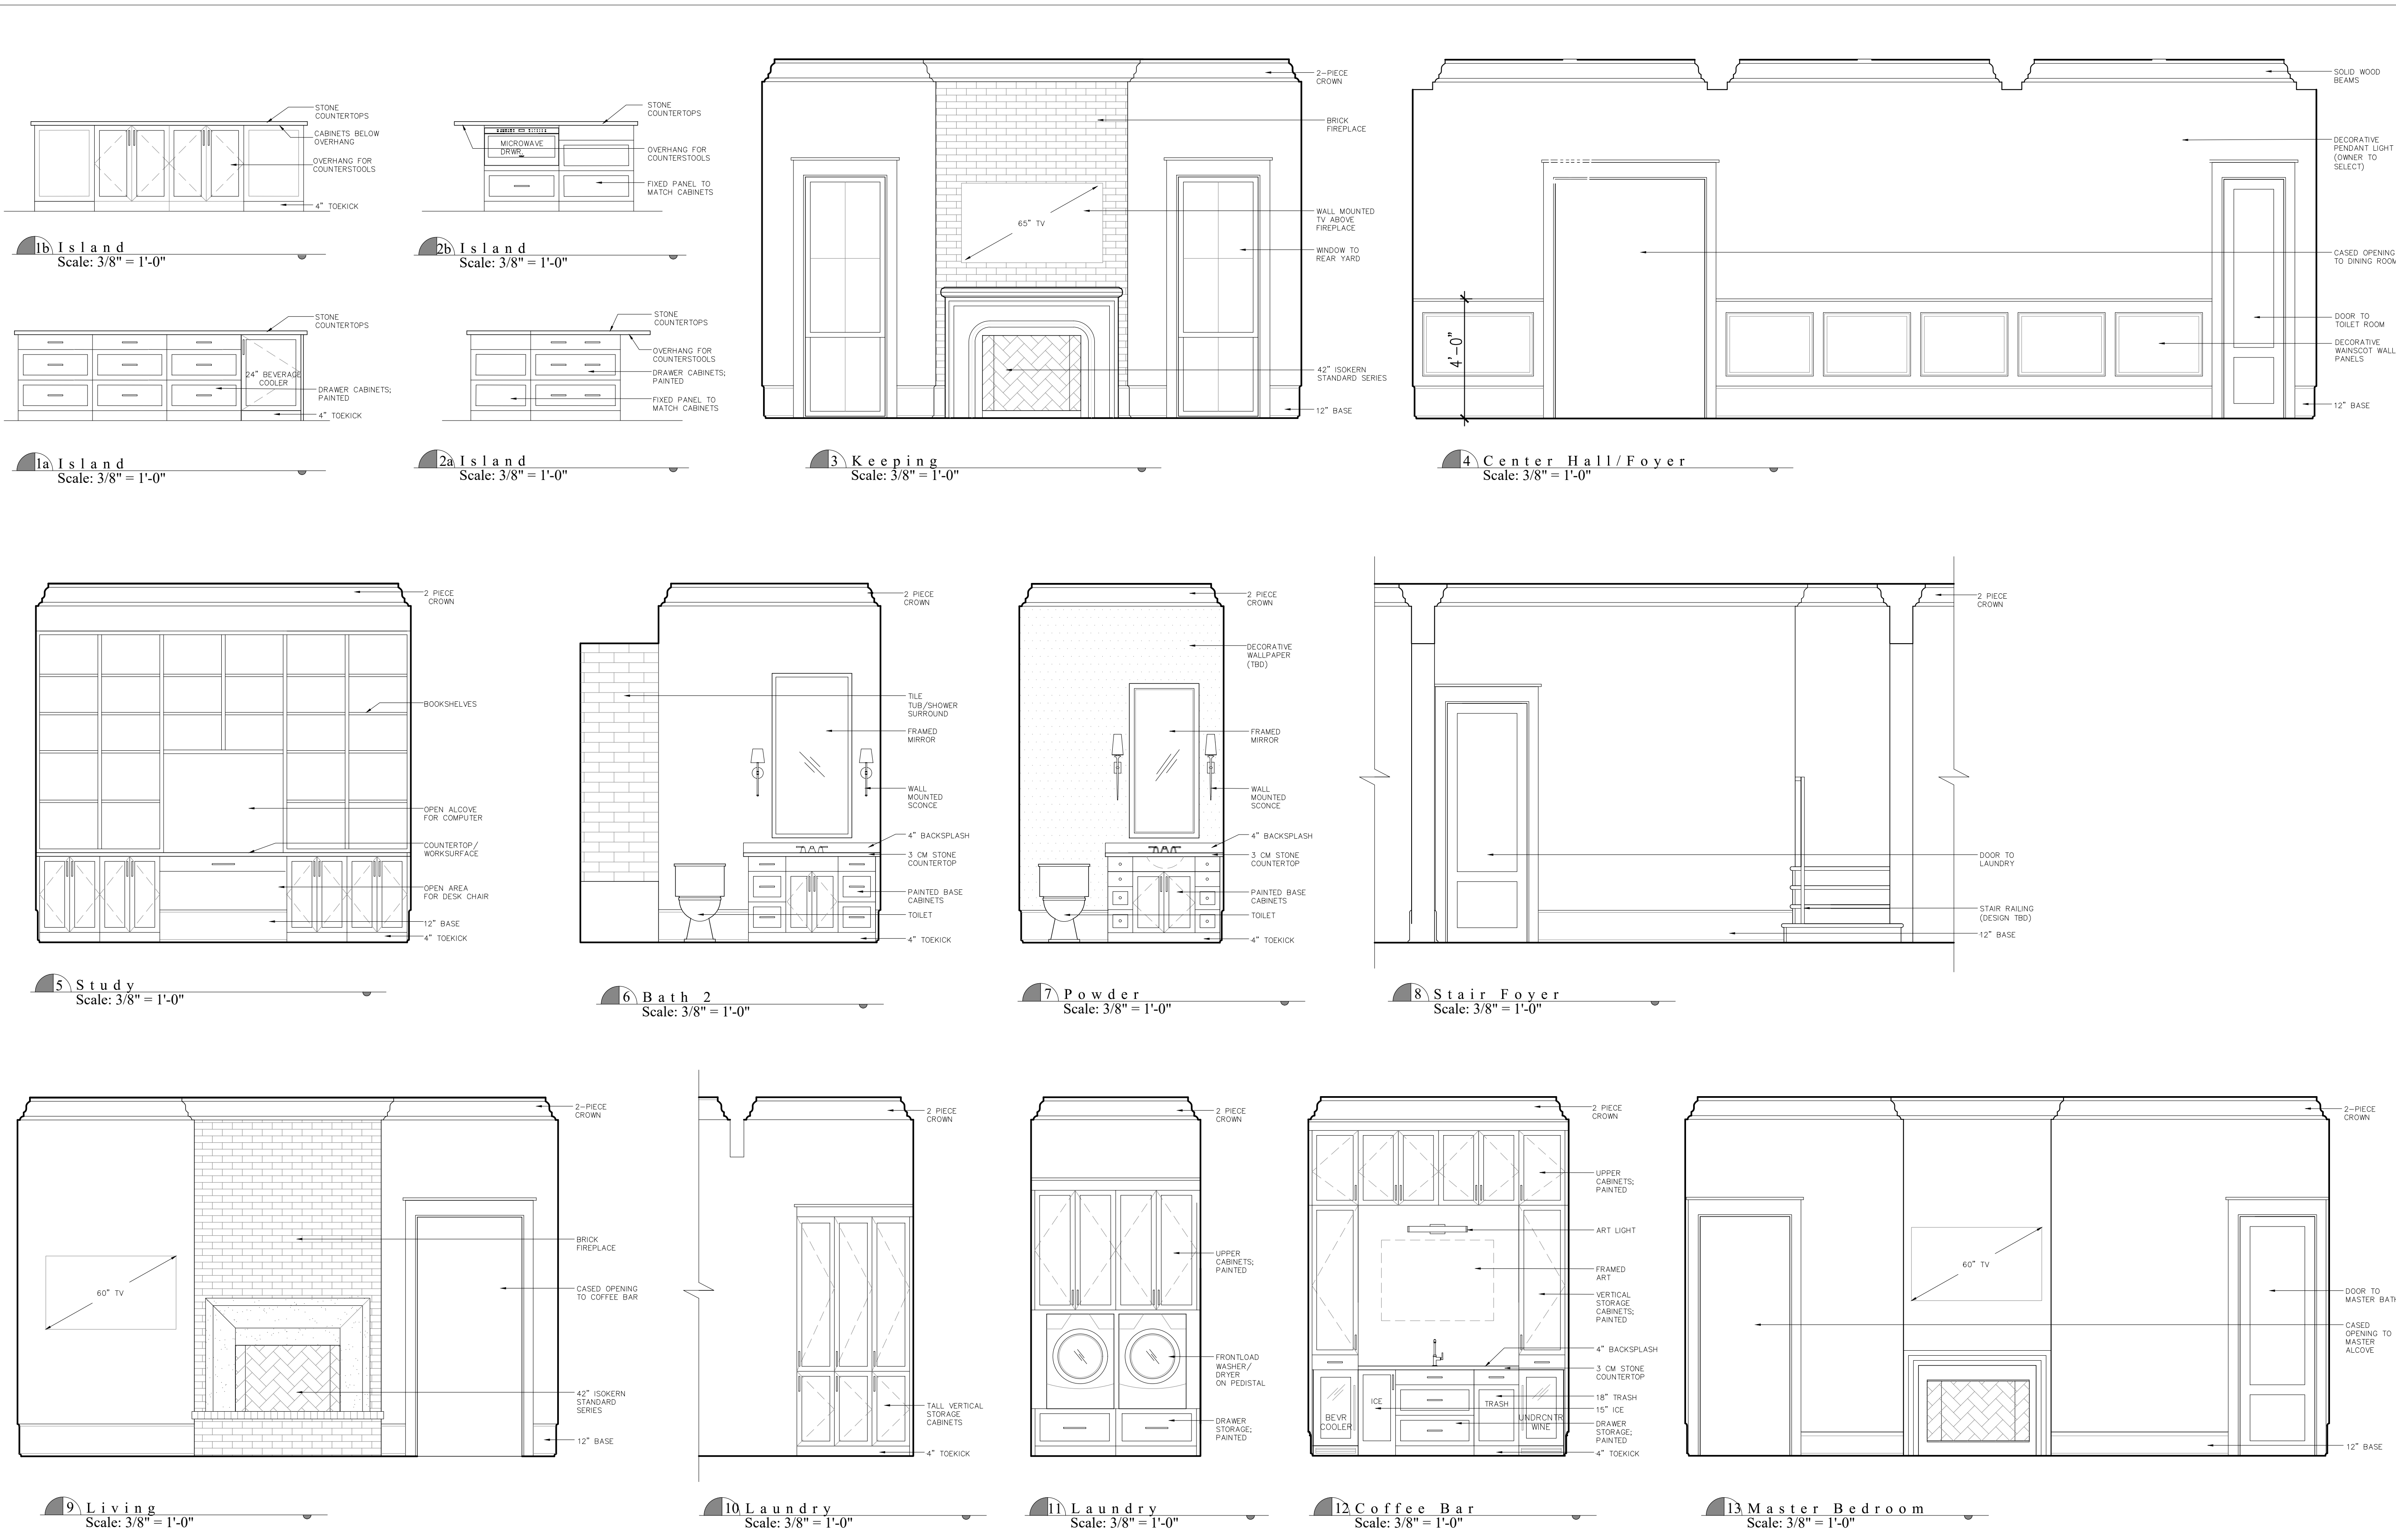 STONE
COUNTERTOPS
CABINETS BELOW
OVERHANG
OVERHANG FOR
COUNTERSTOOLS
4" TOEKICK
1b Island
Scale: 3/8" = 1'-0"
STONE
COUNTERTOPS
MICROWAVE
DRWR.
OVERHANG FOR
COUNTERSTOOLS
FIXED PANEL TO
MATCH CABINETS
2b Island
Scale: 3/8" = 1'-0"
STONE
COUNTERTOPS
24" BEVERAGE
COOLER
DRAWER CABINETS;
PAINTED
4" TOEKICK
1a Island
Scale: 3/8" = 1'-0"
STONE
COUNTERTOPS
OVERHANG FOR
COUNTERSTOOLS
DRAWER CABINETS;
PAINTED
FIXED PANEL TO
MATCH CABINETS
2a Island
Scale: 3/8" = 1'-0"
2-PIECE
CROWN
BRICK
FIREPLACE
65" TV
WALL MOUNTED
TV ABOVE
FIREPLACE
WINDOW TO
REAR YARD
42" ISOKERN
STANDARD SERIES
12" BASE
3 Keeping
Scale: 3/8" = 1'-0"
SOLID WOOD
BEAMS
DECORATIVE
PENDANT LIGHT
(OWNER TO
SELECT)
CASED OPENING
TO DINING ROOM
4'-0"
DOOR TO
TOILET ROOM
DECORATIVE
WAINSCOT WALL
PANELS
12" BASE
4 Center Hall/Foyer
Scale: 3/8" = 1'-0"
2 PIECE
CROWN
BOOKSHELVES
OPEN ALCOVE
FOR COMPUTER
COUNTERTOP/
WORKSURFACE
OPEN AREA
FOR DESK CHAIR
12" BASE
4" TOEKICK
5 Study
Scale: 3/8" = 1'-0"
2 PIECE
CROWN
TILE
TUB/SHOWER
SURROUND
FRAMED
MIRROR
WALL
MOUNTED
SCONCE
4" BACKSPLASH
3 CM STONE
COUNTERTOP
PAINTED BASE
CABINETS
TOILET
4" TOEKICK
6 Bath 2
Scale: 3/8" = 1'-0"
2 PIECE
CROWN
DECORATIVE
WALLPAPER
(TBD)
FRAMED
MIRROR
WALL
MOUNTED
SCONCE
4" BACKSPLASH
3 CM STONE
COUNTERTOP
PAINTED BASE
CABINETS
TOILET
4" TOEKICK
7 Powder
Scale: 3/8" = 1'-0"
2 PIECE
CROWN
DOOR TO
LAUNDRY
STAIR RAILING
(DESIGN TBD)
12" BASE
8 Stair Foyer
Scale: 3/8" = 1'-0"
2-PIECE
CROWN
BRICK
FIREPLACE
60" TV
CASED OPENING
TO COFFEE BAR
42" ISOKERN
STANDARD
SERIES
12" BASE
9 Living
Scale: 3/8" = 1'-0"
2 PIECE
CROWN
TALL VERTICAL
STORAGE
CABINETS
4" TOEKICK
10 Laundry
Scale: 3/8" = 1'-0"
2 PIECE
CROWN
UPPER
CABINETS;
PAINTED
FRONTLOAD
WASHER/
DRYER
ON PEDISTAL
DRAWER
STORAGE;
PAINTED
11 Laundry
Scale: 3/8" = 1'-0"
2 PIECE
CROWN
UPPER
CABINETS;
PAINTED
ART LIGHT
FRAMED
ART
VERTICAL
STORAGE
CABINETS;
PAINTED
4" BACKSPLASH
3 CM STONE
COUNTERTOP
18" TRASH
15" ICE
ICE
TRASH
BEVR
COOLER
UNDRCNTR
WINE
DRAWER
STORAGE;
PAINTED
4" TOEKICK
12 Coffee Bar
Scale: 3/8" = 1'-0"
2-PIECE
CROWN
60" TV
DOOR TO
MASTER BATH
CASED
OPENING TO
MASTER
ALCOVE
12" BASE
13 Master Bedroom
Scale: 3/8" = 1'-0"